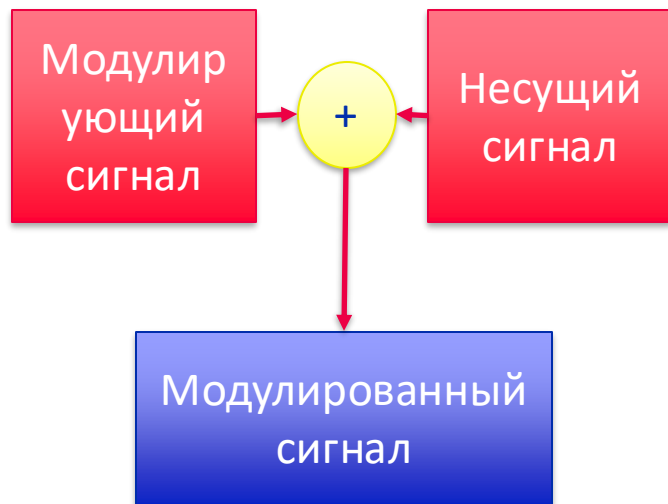 Модулир
ующий
сигнал
+
Несущий
сигнал
Модулированный
сигнал